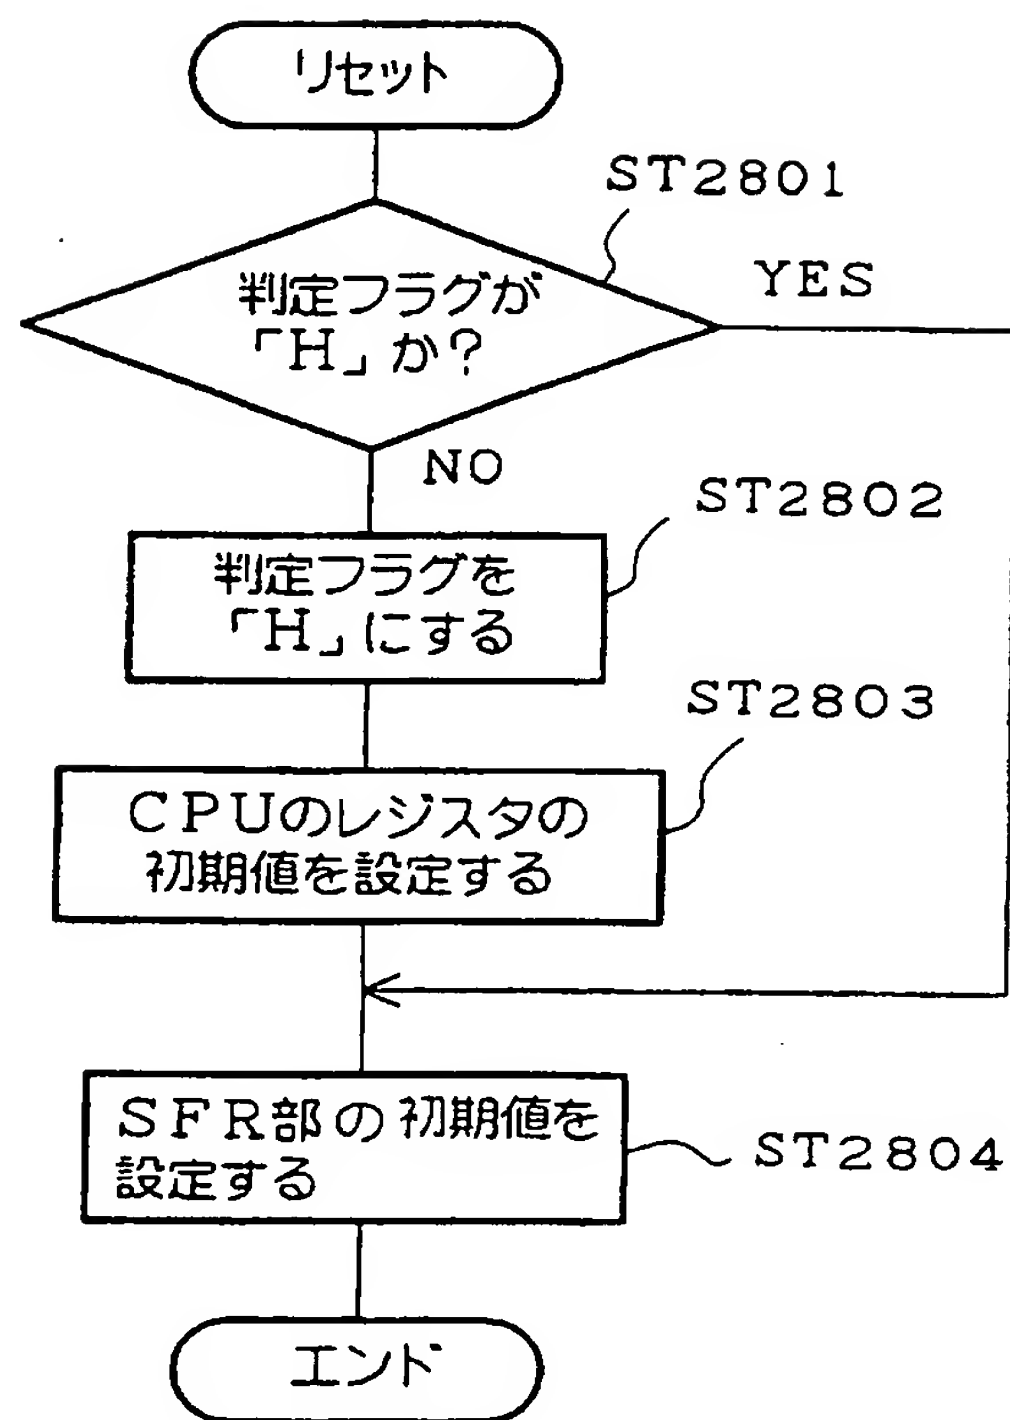 リセット
ST2801
判定フラグが
「H」か?
YES
NO
ST2802
判定フラグを
「H」にする
ST2803
CPUのレジスタの
初期値を設定する
SFR部の初期値を
設定する
ST2804
エンド